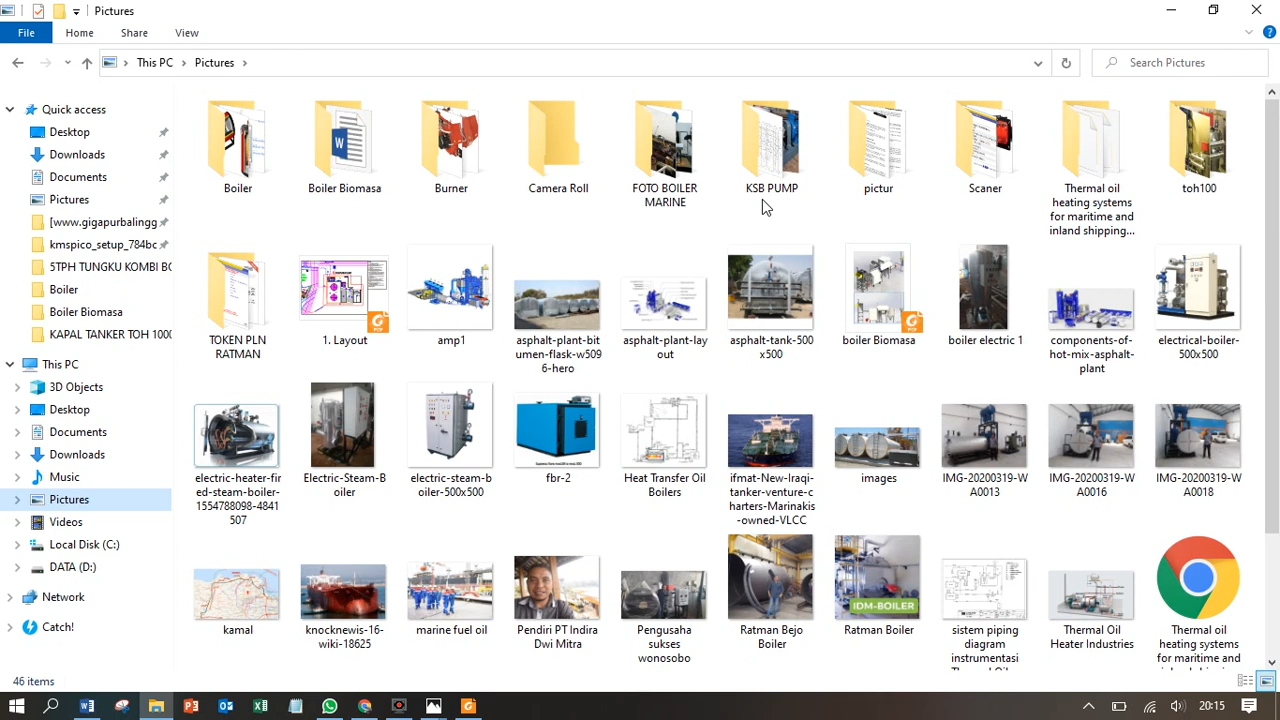 Pictures
File
Home
Share
View
This PC
Pictures
Search Pictures
Quick access
Desktop
Downloads
Documents
Pictures
[www.gigapurbalingg
kmspico_setup_784bc
5TPH TUNGKU KOMBI BO
Boiler
Boiler Biomasa
KAPAL TANKER TOH 1000
This PC
3D Objects
Desktop
Documents
Downloads
Music
Pictures
Videos
Local Disk (C:)
DATA (D:)
Network
Catch!
Boiler
Boiler Biomasa
Burner
Camera Roll
FOTO BOILER
MARINE
KSB PUMP
pictur
Scaner
Thermal oil
heating systems
for maritime and
inland shipping...
toh100
TOKEN PLN
RATMAN
1. Layout
amp1
asphalt-plant-bit
umen-flask-w509
6-hero
asphalt-plant-lay
out
asphalt-tank-500
x500
boiler Biomasa
boiler electric 1
components-of-
hot-mix-asphalt-
plant
electrical-boiler-
500x500
electric-heater-fir
ed-steam-boiler-
1554788098-4841
507
Electric-Steam-B
oiler
electric-steam-b
oiler-500x500
fbr-2
Heat Transfer Oil
Boilers
ifmat-New-Iraqi-
tanker-venture-c
harters-Marinakis
-owned-VLCC
images
IMG-20200319-W
A0013
IMG-20200319-W
A0016
IMG-20200319-W
A0018
kamal
knocknewis-16-
wiki-18625
marine fuel oil
Pendiri PT Indira
Dwi Mitra
Pengusaha
sukses
wonosobo
Ratman Bejo
Boiler
IDM-BOILER
Ratman Boiler
sistem piping
diagram
instrumentasi
Thermal Oil
Heater Industries
Thermal oil
heating systems
for maritime and
46 items
20:15